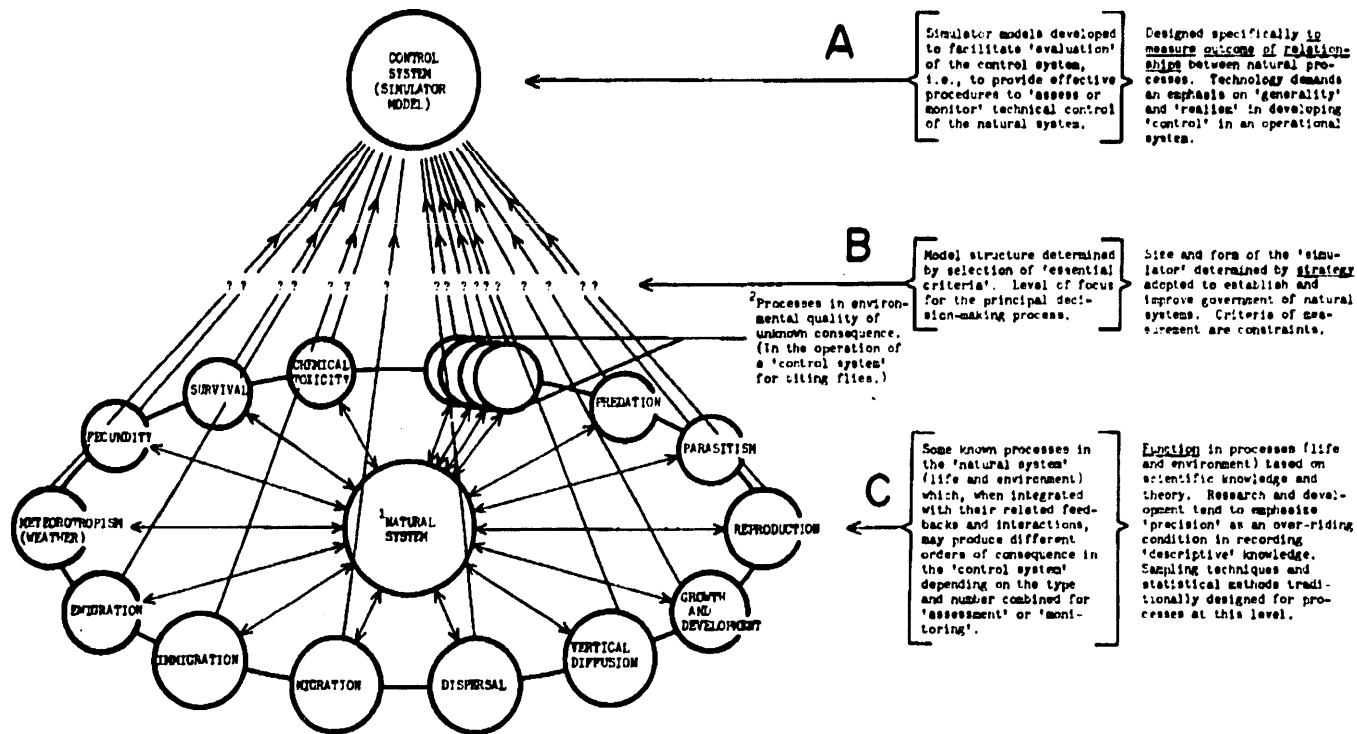 CONTROL
SYSTEM
(SIMULATOR
MODEL)
A
Simulator models developed
to facilitate 'evaluation'
of the control system,
i.e., to provide effective
procedures to 'assess or
monitor' technical control
of the natural system.
Designed specifically to
measure outcome of relation-
ships between natural pro-
cesses. Technology demands
an emphasis on 'generality'
and 'realism' in developing
'control' in an operational
system.
B
Model structure determined
by selection of 'essential
criteria'. Level of focus
for the principal deci-
sion-making process.
Size and form of the 'simu-
lator' determined by strategy
adopted to establish and
improve government of natural
systems. Criteria of mea-
surement are constraints.
? ? ? ? ? ? ? ? ? ? ? ? ? ? ?
2Processes in environ-
mental quality of
unknown consequence.
(In the operation of
a 'control system'
for biting flies.)
CHEMICAL
TOXICITY
SURVIVAL
PREDATION
FECUNDITY
PARASITISM
METEOROTROPISM
(WEATHER)
1NATURAL
SYSTEM
REPRODUCTION
EMIGRATION
GROWTH
AND
DEVELOPMENT
IMMIGRATION
VERTICAL
DIFFUSION
MIGRATION
DISPERSAL
C
Some known processes in
the 'natural system'
(life and environment)
which, when integrated
with their related feed-
backs and interactions,
may produce different
orders of consequence in
the 'control system'
depending on the type
and number combined for
'assessment' or 'moni-
toring'.
Function in processes (life
and environment) based on
scientific knowledge and
theory. Research and devel-
opment tend to emphasize
'precision' as an over-riding
condition in recording
'descriptive' knowledge.
Sampling techniques and
statistical methods tradi-
tionally designed for pro-
cesses at this level.